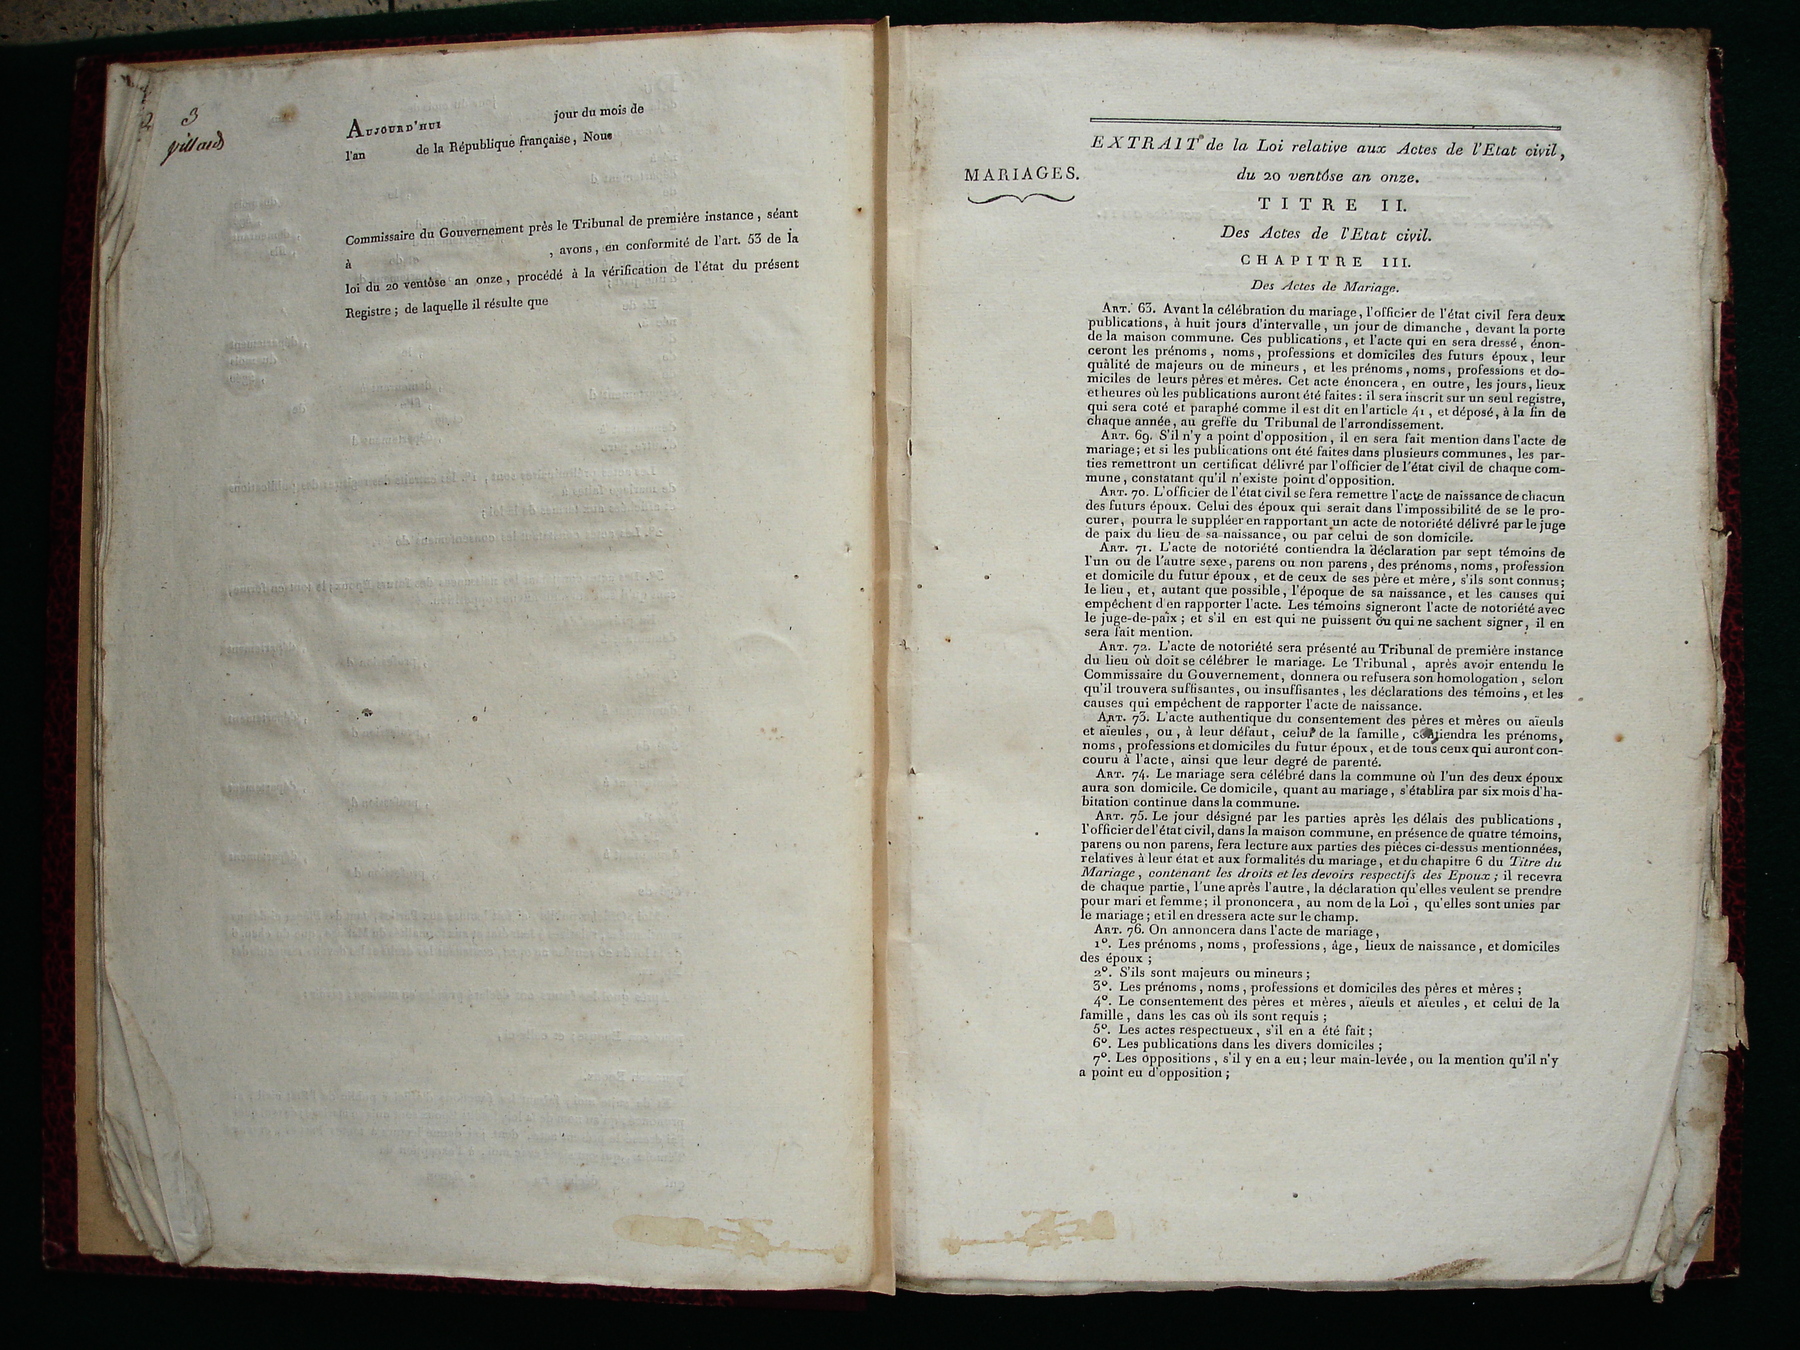 3
villard
AUJOURD'HUI jour du mois de
l'an de la République française, Nous
Commissaire du Gouvernement près le Tribunal de première instance, séant
à , avons, en conformité de l'art. 53 de la
loi du 20 ventôse an onze, procédé à la vérification de l'état du présent
Registre; de laquelle il résulte que
MARIAGES.
EXTRAIT de la Loi relative aux Actes de l'Etat civil,
du 20 ventôse an onze.
TITRE II.
Des Actes de l'Etat civil.
CHAPITRE III.
Des Actes de Mariage.
ART. 63. Avant la célébration du mariage, l'officier de l'état civil fera deux
publications, à huit jours d'intervalle, un jour de dimanche, devant la porte
de la maison commune. Ces publications, et l'acte qui en sera dressé, énon-
ceront les prénoms, noms, professions et domiciles des futurs époux, leur
qualité de majeurs ou de mineurs, et les prénoms, noms, professions et do-
miciles de leurs pères et mères. Cet acte énoncera, en outre, les jours, lieux
et heures où les publications auront été faites: il sera inscrit sur un seul registre,
qui sera coté et paraphé comme il est dit en l'article 41, et déposé, à la fin de
chaque année, au greffe du Tribunal de l'arrondissement.
ART. 69. S'il n'y a point d'opposition, il en sera fait mention dans l'acte de
mariage; et si les publications ont été faites dans plusieurs communes, les par-
ties remettront un certificat délivré par l'officier de l'état civil de chaque com-
mune, constatant qu'il n'existe point d'opposition.
ART. 70. L'officier de l'état civil se fera remettre l'acte de naissance de chacun
des futurs époux. Celui des époux qui serait dans l'impossibilité de se le pro-
curer, pourra le suppléer en rapportant un acte de notoriété délivré par le juge
de paix du lieu de sa naissance, ou par celui de son domicile.
ART. 71. L'acte de notoriété contiendra la déclaration par sept témoins de
l'un ou de l'autre sexe, parens ou non parens, des prénoms, noms, profession
et domicile du futur époux, et de ceux de ses père et mère, s'ils sont connus;
le lieu, et, autant que possible, l'époque de sa naissance, et les causes qui
empêchent d'en rapporter l'acte. Les témoins signeront l'acte de notoriété avec
le juge-de-paix; et s'il en est qui ne puissent ou qui ne sachent signer, il en
sera fait mention.
ART. 72. L'acte de notoriété sera présenté au Tribunal de première instance
du lieu où doit se célébrer le mariage. Le Tribunal, après avoir entendu le
Commissaire du Gouvernement, donnera ou refusera son homologation, selon
qu'il trouvera suffisantes, ou insuffisantes, les déclarations des témoins, et les
causes qui empêchent de rapporter l'acte de naissance.
ART. 73. L'acte authentique du consentement des pères et mères ou aïeuls
et aïeules, ou, à leur défaut, celui de la famille, contiendra les prénoms,
noms, professions et domiciles du futur époux, et de tous ceux qui auront con-
couru à l'acte, ainsi que leur degré de parenté.
ART. 74. Le mariage sera célébré dans la commune où l'un des deux époux
aura son domicile. Ce domicile, quant au mariage, s'établira par six mois d'ha-
bitation continue dans la commune.
ART. 75. Le jour désigné par les parties après les délais des publications,
l'officier de l'état civil, dans la maison commune, en présence de quatre témoins,
parens ou non parens, fera lecture aux parties des pièces ci-dessus mentionnées,
relatives à leur état et aux formalités du mariage, et du chapitre 6 du Titre du
Mariage, contenant les droits et les devoirs respectifs des Epoux; il recevra
de chaque partie, l'une après l'autre, la déclaration qu'elles veulent se prendre
pour mari et femme; il prononcera, au nom de la Loi, qu'elles sont unies par
le mariage; et il en dressera acte sur le champ.
ART. 76. On annoncera dans l'acte de mariage,
1°. Les prénoms, noms, professions, âge, lieux de naissance, et domiciles
des époux;
2°. S'ils sont majeurs ou mineurs;
3°. Les prénoms, noms, professions et domiciles des pères et mères;
4°. Le consentement des pères et mères, aïeuls et aïeules, et celui de la
famille, dans les cas où ils sont requis;
5°. Les actes respectueux, s'il en a été fait;
6°. Les publications dans les divers domiciles;
7°. Les oppositions, s'il y en a eu; leur main-levée, ou la mention qu'il n'y
a point eu d'opposition;